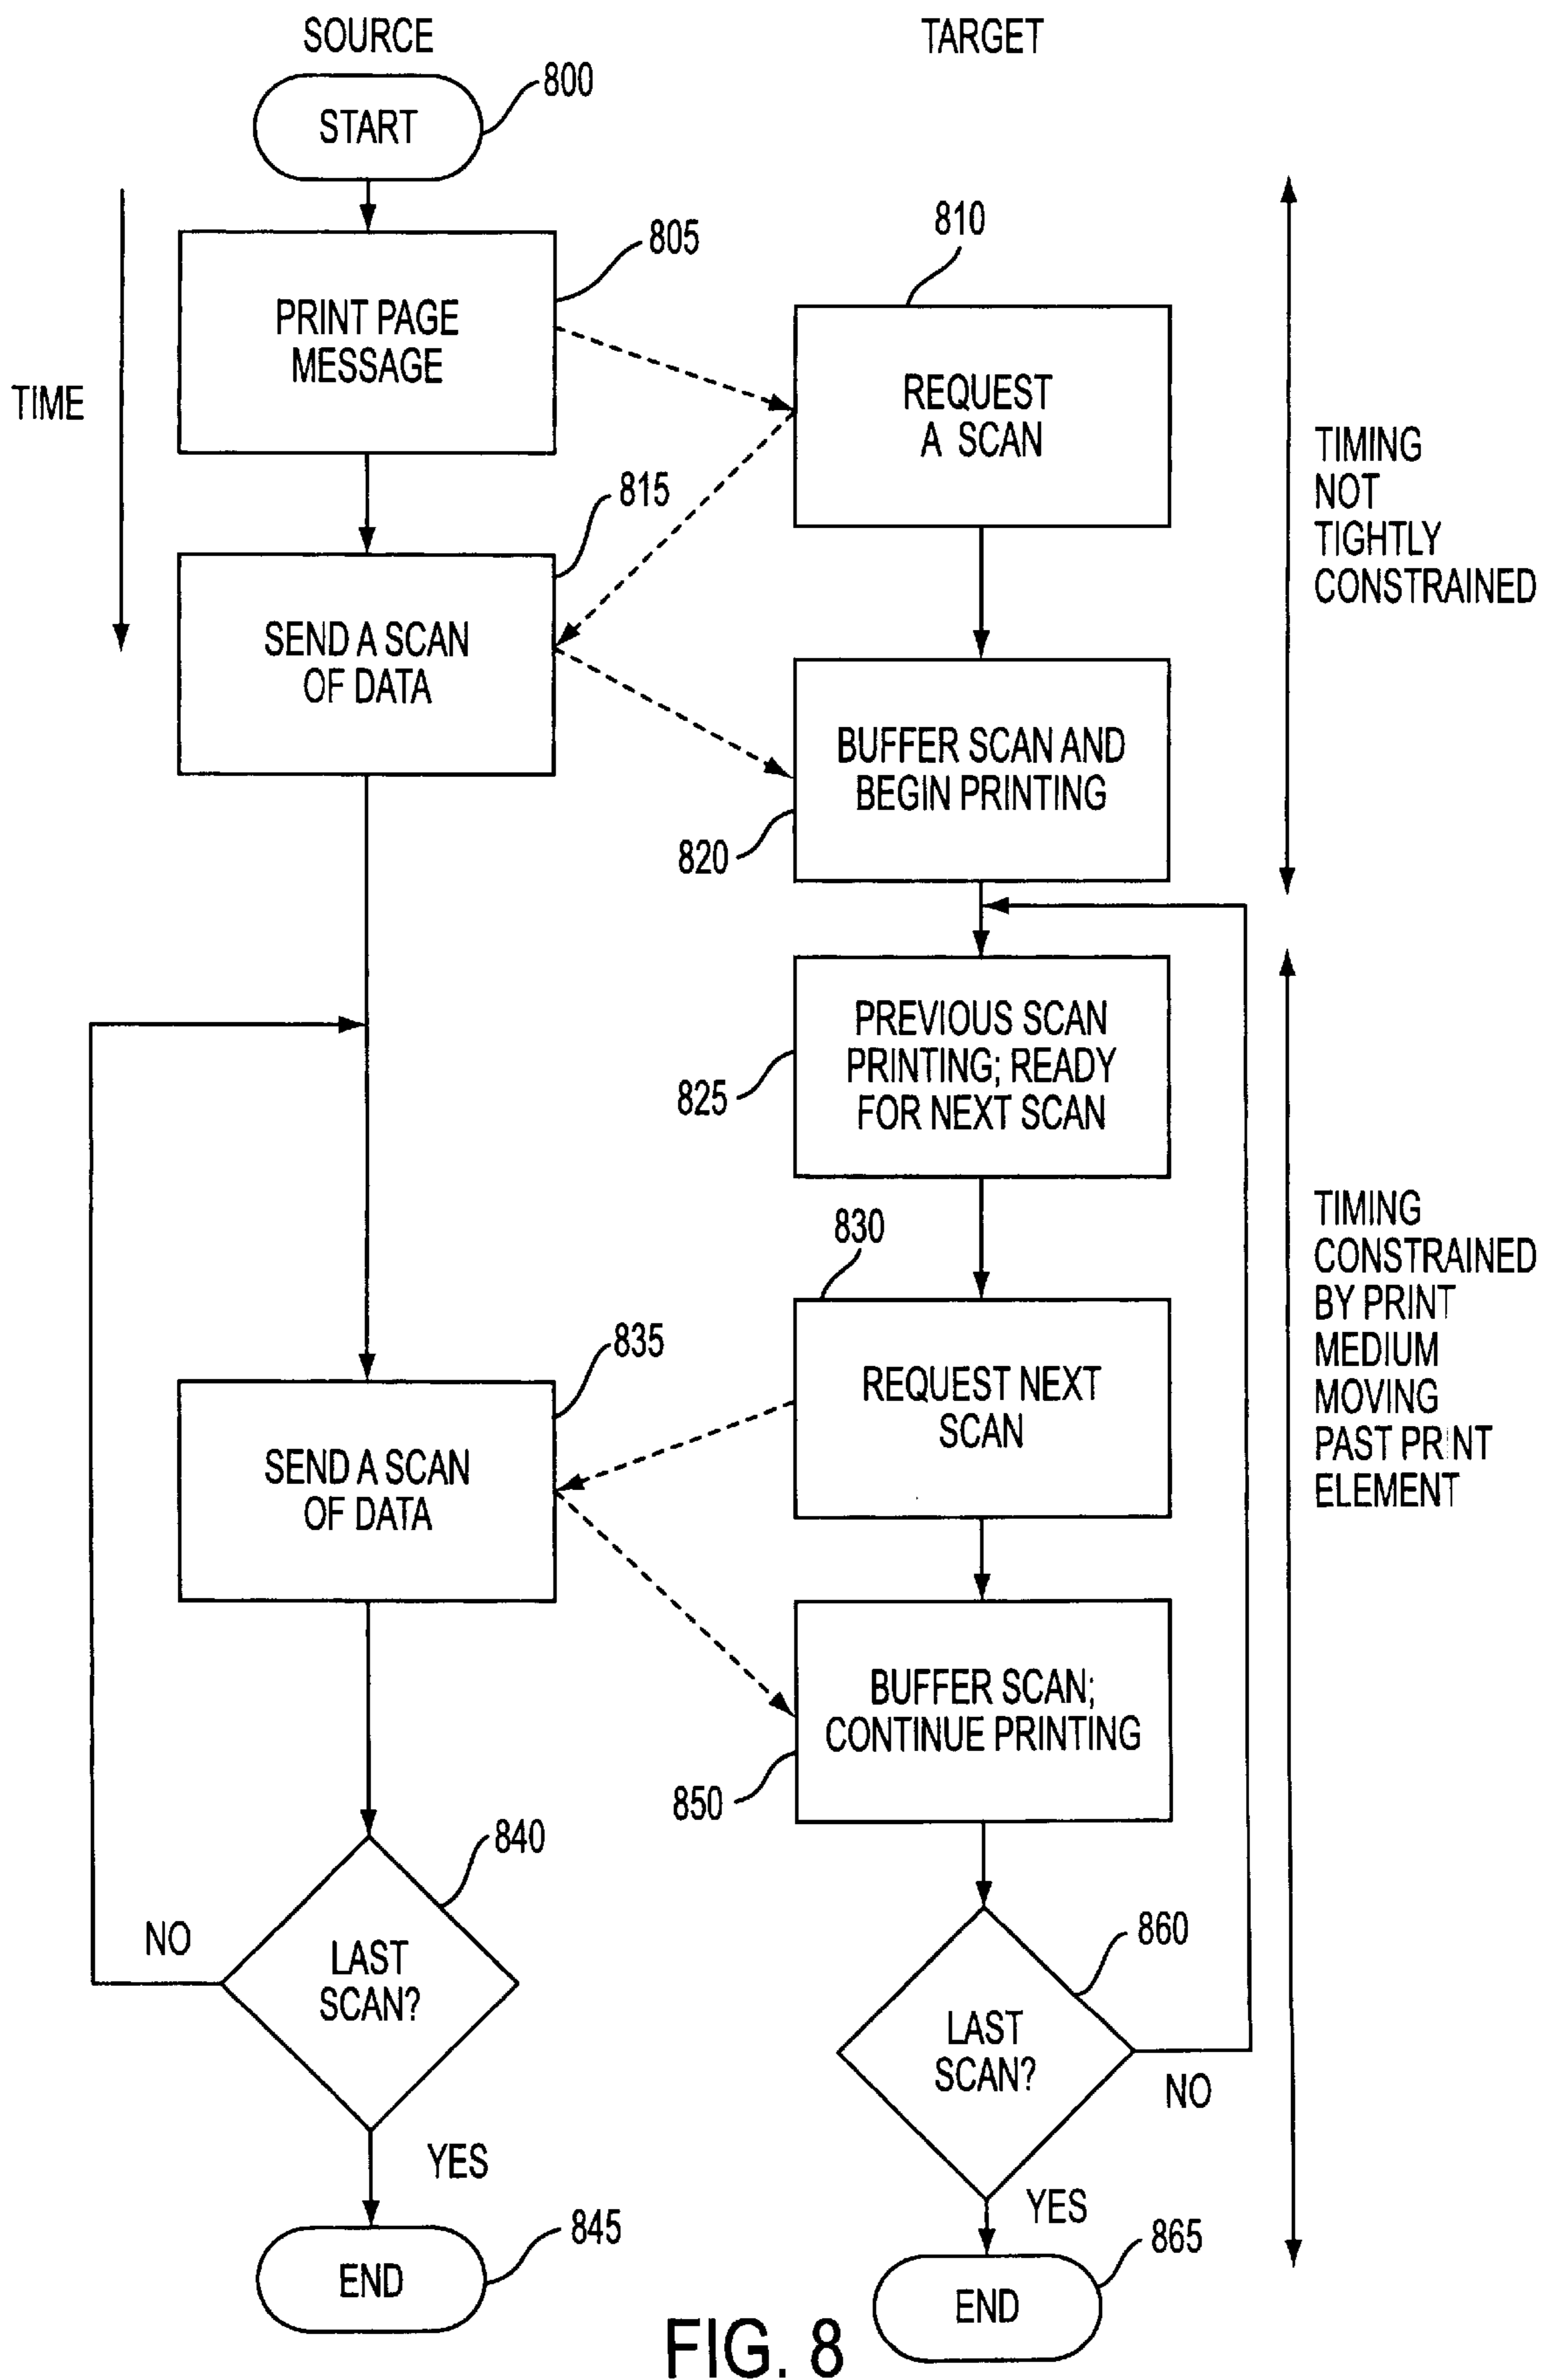 SOURCE
TARGET
START
800
TIME
PRINT PAGE
MESSAGE
805
810
REQUEST
A SCAN
815
SEND A SCAN
OF DATA
BUFFER SCAN AND
BEGIN PRINTING
820
TIMING
NOT
TIGHTLY
CONSTRAINED
PREVIOUS SCAN
PRINTING; READY
FOR NEXT SCAN
825
830
REQUEST NEXT
SCAN
835
SEND A SCAN
OF DATA
BUFFER SCAN;
CONTINUE PRINTING
850
TIMING
CONSTRAINED
BY PRINT
MEDIUM
MOVING
PAST PRINT
ELEMENT
840
LAST
SCAN?
NO
YES
860
LAST
SCAN?
NO
YES
END
845
END
865
FIG. 8